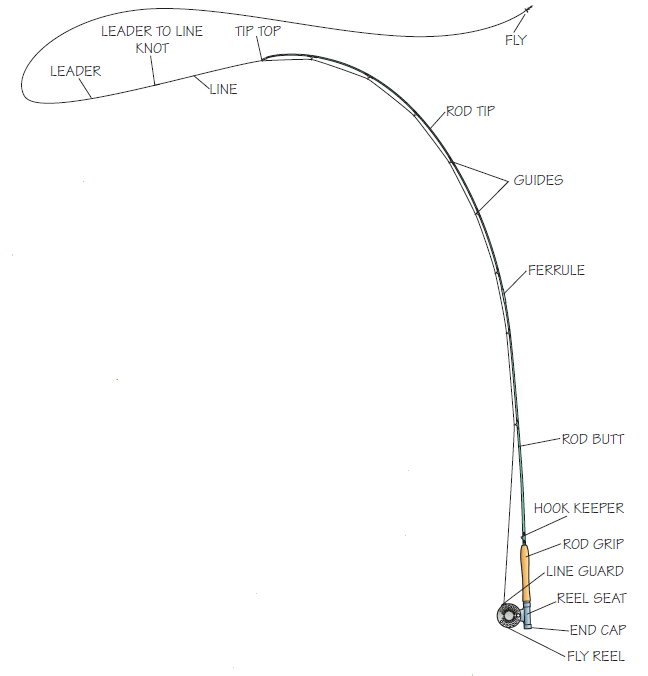 LEADER TO LINE
KNOT
TIP TOP
FLY
LEADER
LINE
ROD TIP
GUIDES
FERRULE
ROD BUTT
HOOK KEEPER
ROD GRIP
LINE GUARD
REEL SEAT
END CAP
FLY REEL